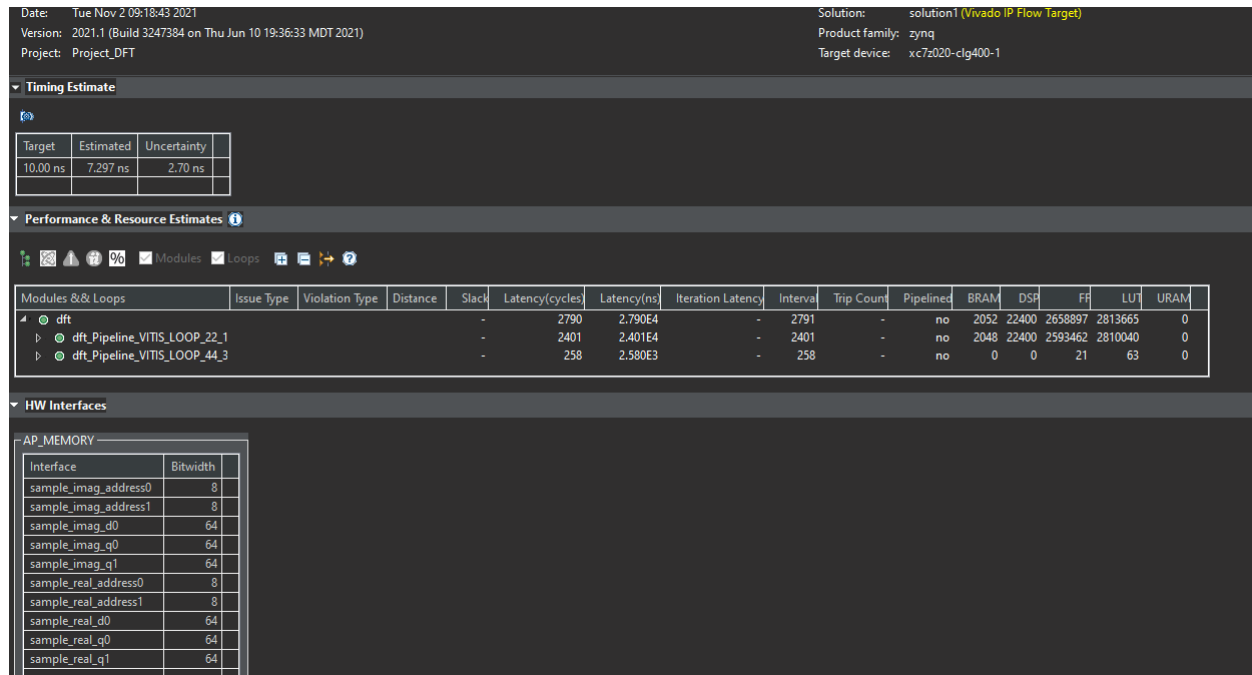 Date: Tue Nov 2 09:18:43 2021 Solution: solution1 (Vivado IP Flow Target)
Version: 2021.1 (Build 3247384 on Thu Jun 10 19:36:33 MDT 2021) Product family: zynq
Project: Project_DFT Target device: xc7z020-clg400-1
Timing Estimate
Target Estimated Uncertainty
10.00 ns 7.297 ns 2.70 ns
Performance & Resource Estimates
% Modules Loops
Modules && Loops Issue Type Violation Type Distance Slack Latency(cycles) Latency(ns) Iteration Latency Interval Trip Count Pipelined BRAM DSP FF LUT URAM
dft - 2790 2.790E4 - 2791 - no 2052 22400 2658897 2813665 0
dft_Pipeline_VITIS_LOOP_22_1 - 2401 2.401E4 - 2401 - no 2048 22400 2593462 2810040 0
dft_Pipeline_VITIS_LOOP_44_3 - 258 2.580E3 - 258 - no 0 0 21 63 0
HW Interfaces
AP_MEMORY
Interface Bitwidth
sample_imag_address0 8
sample_imag_address1 8
sample_imag_d0 64
sample_imag_q0 64
sample_imag_q1 64
sample_real_address0 8
sample_real_address1 8
sample_real_d0 64
sample_real_q0 64
sample_real_q1 64